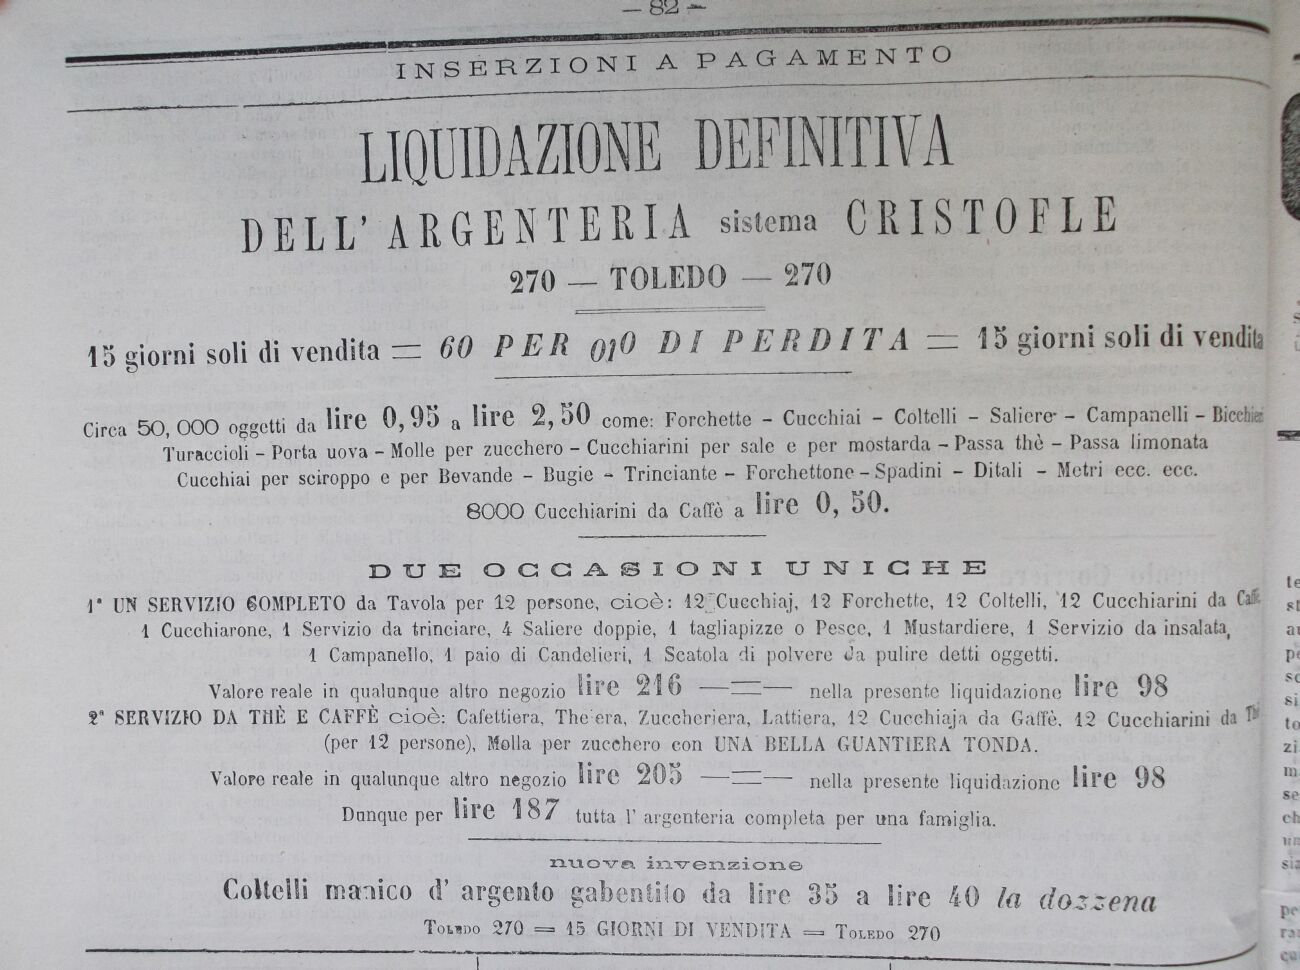 — 82 —
INSERZIONI A PAGAMENTO
LIQUIDAZIONE DEFINITIVA
DELL'ARGENTERIA sistema CRISTOFLE
270 — TOLEDO — 270
15 giorni soli di vendita = 60 PER 0|0 DI PERDITA = 15 giorni soli di vendita
Circa 50,000 oggetti da lire 0,95 a lire 2,50 come: Forchette - Cucchiai - Coltelli - Saliere - Campanelli - Bicchieri
Turaccioli - Porta uova - Molle per zucchero - Cucchiarini per sale e per mostarda - Passa thè - Passa limonata
Cucchiai per sciroppo e per Bevande - Bugie - Trinciante - Forchettone - Spadini - Ditali - Metri ecc. ecc.
8000 Cucchiarini da Caffè a lire 0, 50.
DUE OCCASIONI UNICHE
1ª UN SERVIZIO COMPLETO da Tavola per 12 persone, cioè: 12 Cucchiaj, 12 Forchette, 12 Coltelli, 12 Cucchiarini da Caffè
1 Cucchiarone, 1 Servizio da trinciare, 4 Saliere doppie, 1 tagliapizze o Pesce, 1 Mustardiere, 1 Servizio da insalata,
1 Campanello, 1 paio di Candelieri, 1 Scatola di polvere da pulire detti oggetti.
Valore reale in qualunque altro negozio lire 216 —=— nella presente liquidazione lire 98
2ª SERVIZIO DA THÈ E CAFFÈ cioè: Cafettiera, Theera, Zuccheriera, Lattiera, 12 Cucchiaja da Gaffè, 12 Cucchiarini da
(per 12 persone), Molla per zucchero con UNA BELLA GUANTIERA TONDA.
Valore reale in qualunque altro negozio lire 205 —=— nella presente liquidazione lire 98
Dunque per lire 187 tutta l' argenteria completa per una famiglia.
nuova invenzione
Coltelli manico d' argento gabentito da lire 35 a lire 40 la dozzena
TOLEDO 270 = 15 GIORNI DI VENDITA = TOLEDO 270